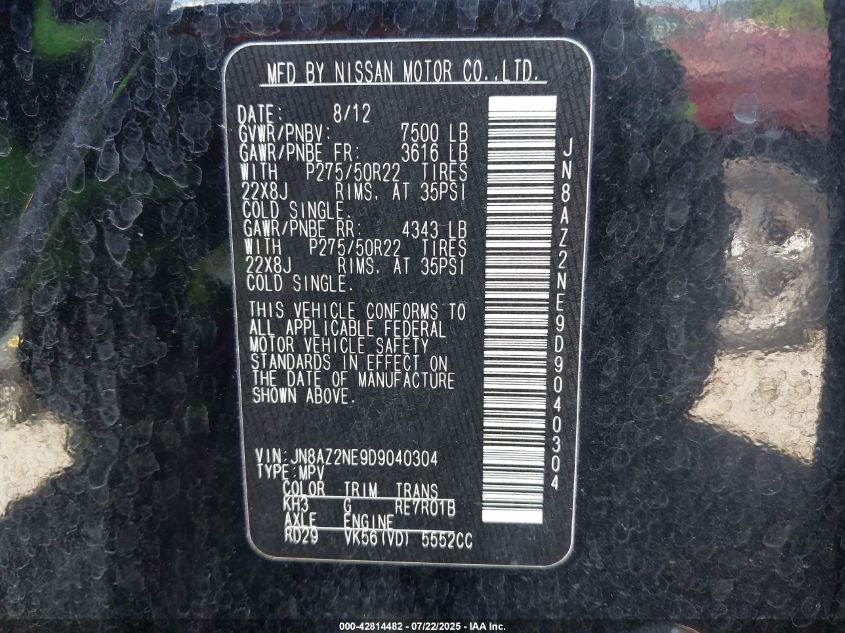 MFD BY NISSAN MOTOR CO.,LTD.
DATE: 8/12
GVWR/PNBV: 7500 LB
GAWR/PNBE FR: 3616 LB
WITH P275/50R22 TIRES
22X8J RIMS. AT 35PSI
COLD SINGLE.
GAWR/PNBE RR: 4343 LB
WITH P275/50R22 TIRES
22X8J RIMS. AT 35PSI
COLD SINGLE.
THIS VEHICLE CONFORMS TO
ALL APPLICABLE FEDERAL
MOTOR VEHICLE SAFETY
STANDARDS IN EFFECT ON
THE DATE OF MANUFACTURE
SHOWN ABOVE.
VIN:JN8AZ2NE9D9040304
TYPE:MPV
COLOR TRIM TRANS
KH3 G RE7R01B
AXLE ENGINE
RD29 VK56(VD) 5552CC
JN8AZ2NE9D9040304
000-42814482 - 07/22/2025 - IAA Inc.